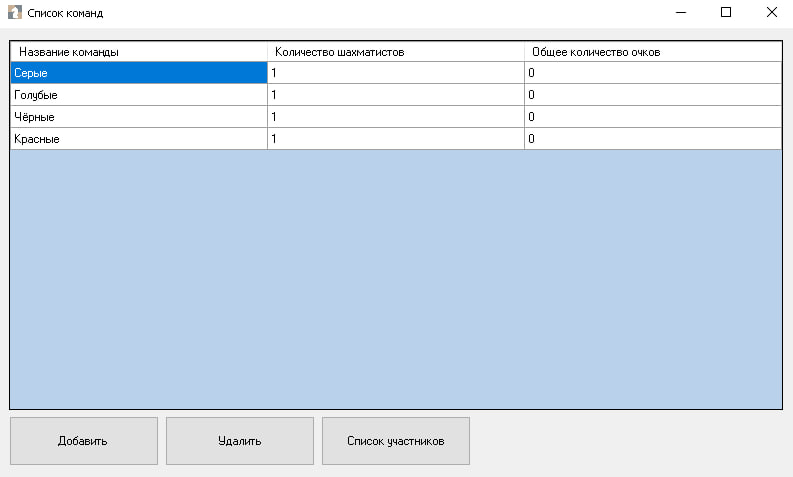 Список команд
Название команды Количество шахматистов Общее количество очков
Серые 1 0
Голубые 1 0
Чёрные 1 0
Красные 1 0
Добавить Удалить Список участников